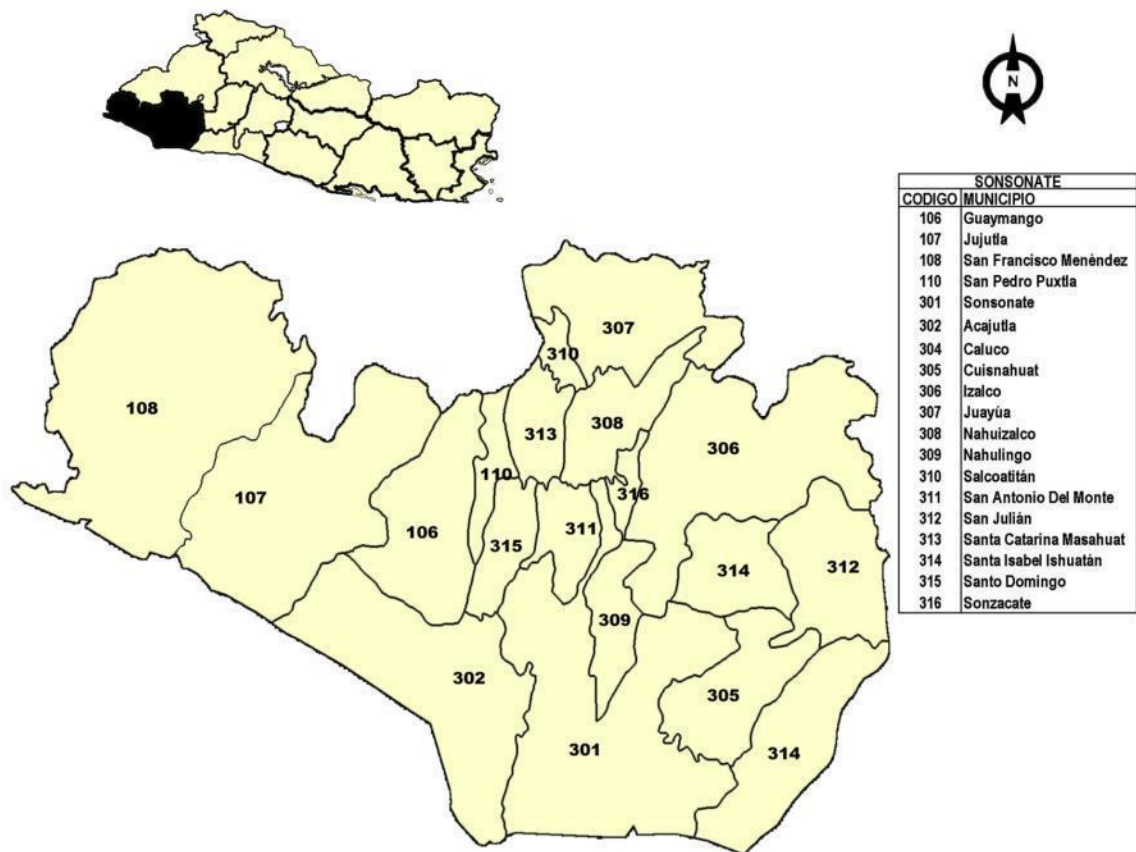 N
SONSONATE
CODIGO MUNICIPIO
106 Guaymango
107 Jujutla
108 San Francisco Menéndez
110 San Pedro Puxtla
301 Sonsonate
302 Acajutla
304 Caluco
305 Cuisnahuat
306 Izalco
307 Juayúa
308 Nahuizalco
309 Nahulingo
310 Salcoatitán
311 San Antonio Del Monte
312 San Julián
313 Santa Catarina Masahuat
314 Santa Isabel Ishuatán
315 Santo Domingo
316 Sonzacate
307
310
108
313
308
306
110
316
107
106
311
315
314
312
309
302
305
301
314